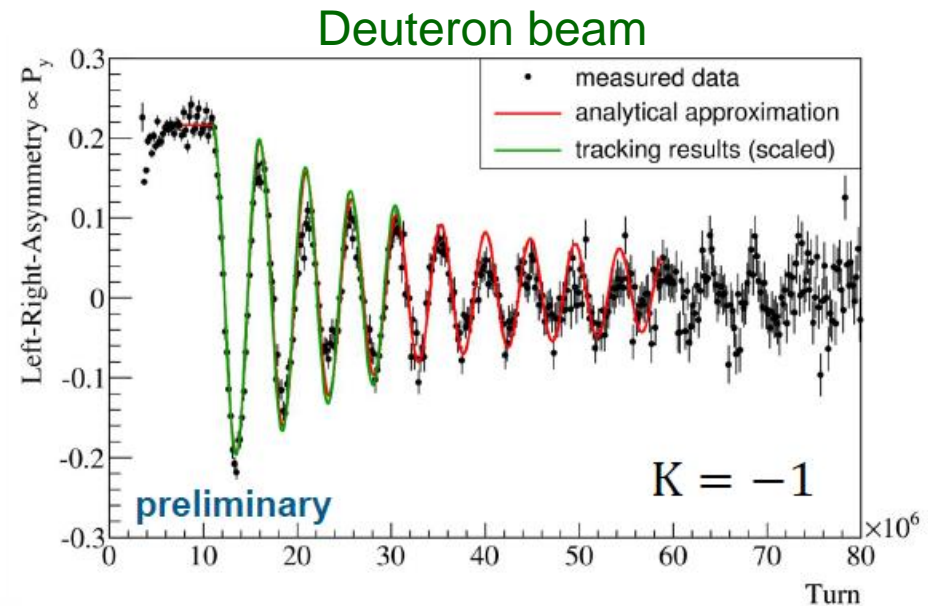 Deuteron beam
Left-Right-Asymmetry ∝ P_y
0.3
0.2
0.1
0
-0.1
-0.2
-0.3
measured data
analytical approximation
tracking results (scaled)
preliminary
K = −1
0 10 20 30 40 50 60 70 80
×10⁶
Turn